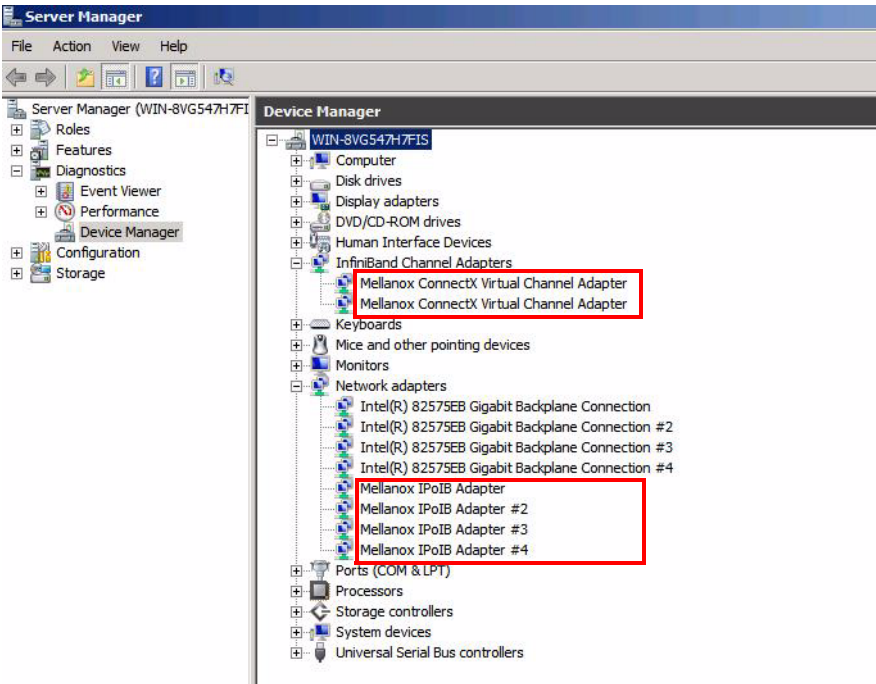 Server Manager
File Action View Help
Server Manager (WIN-8VG547H7FI
Roles
Features
Diagnostics
Event Viewer
Performance
Device Manager
Configuration
Storage
Device Manager
WIN-8VG547H7FIS
Computer
Disk drives
Display adapters
DVD/CD-ROM drives
Human Interface Devices
InfiniBand Channel Adapters
Mellanox ConnectX Virtual Channel Adapter
Mellanox ConnectX Virtual Channel Adapter
Keyboards
Mice and other pointing devices
Monitors
Network adapters
Intel(R) 82575EB Gigabit Backplane Connection
Intel(R) 82575EB Gigabit Backplane Connection #2
Intel(R) 82575EB Gigabit Backplane Connection #3
Intel(R) 82575EB Gigabit Backplane Connection #4
Mellanox IPoIB Adapter
Mellanox IPoIB Adapter #2
Mellanox IPoIB Adapter #3
Mellanox IPoIB Adapter #4
Ports (COM & LPT)
Processors
Storage controllers
System devices
Universal Serial Bus controllers